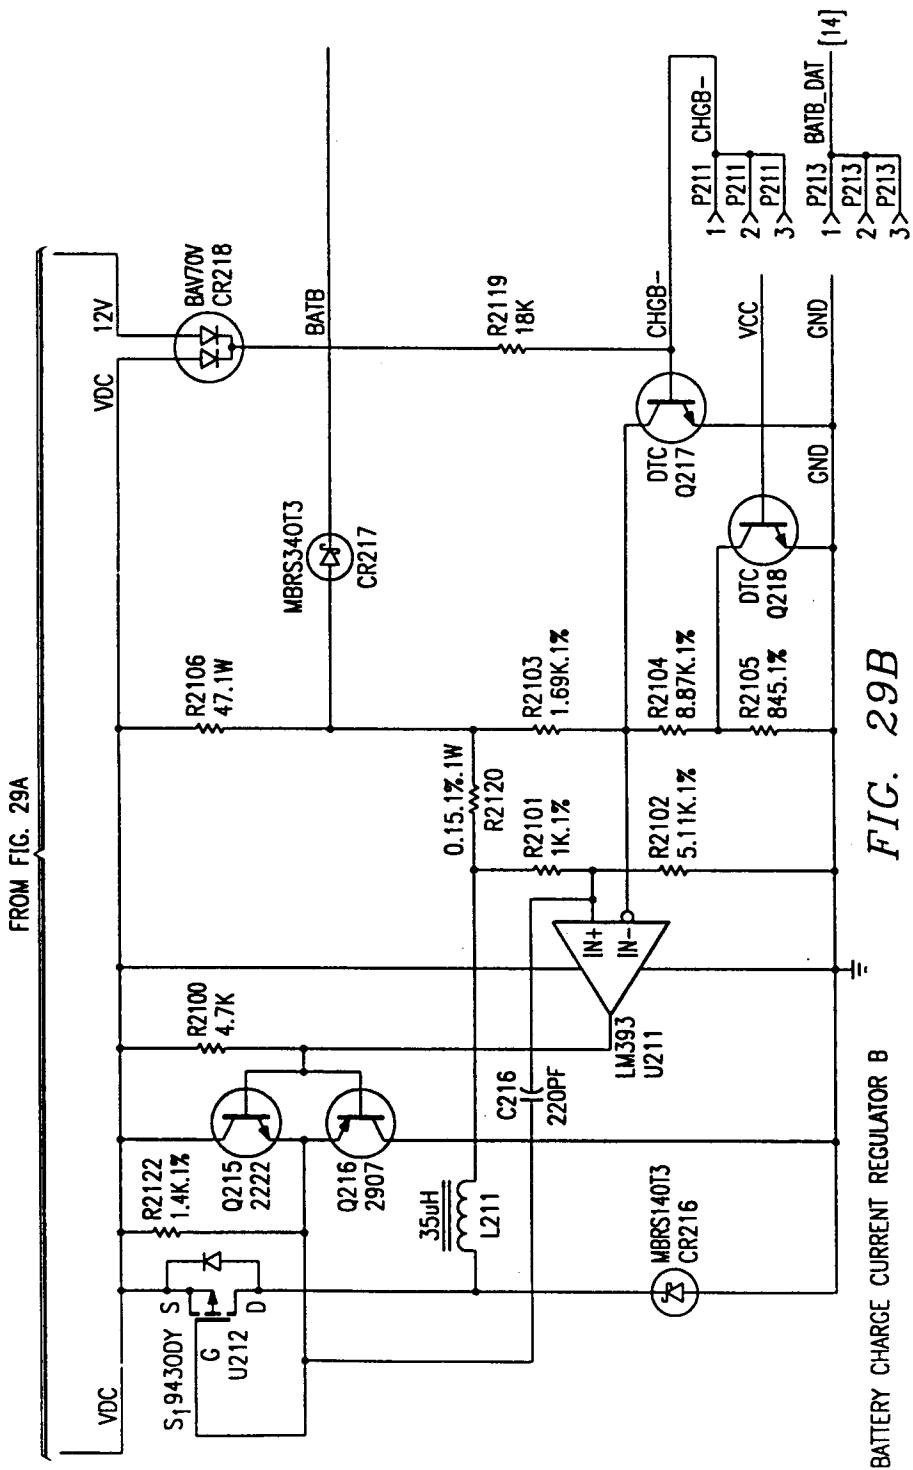 FROM FIG. 29A
VDC
VDC
12V
S₁9430DY
S
G
D
U212
R2122
1.4K.1%
Q215
2222
Q216
2907
R2100
4.7K
R2106
47.1W
BAV70V
CR218
MBRS340T3
CR217
BATB
35uH
L211
C216
220PF
0.15.1%.1W
R2120
R2101
1K.1%
R2103
1.69K.1%
R2119
18K
IN+
IN-
LM393
U211
R2102
5.11K.1%
R2104
8.87K.1%
R2105
845.1%
DTC
Q217
DTC
Q218
CHGB-
VCC
GND
GND
MBRS140T3
CR216
1 P211 CHGB-
2 P211
3 P211
1 P213 BATB_DAT [14]
2 P213
3 P213
BATTERY CHARGE CURRENT REGULATOR B
FIG. 29B